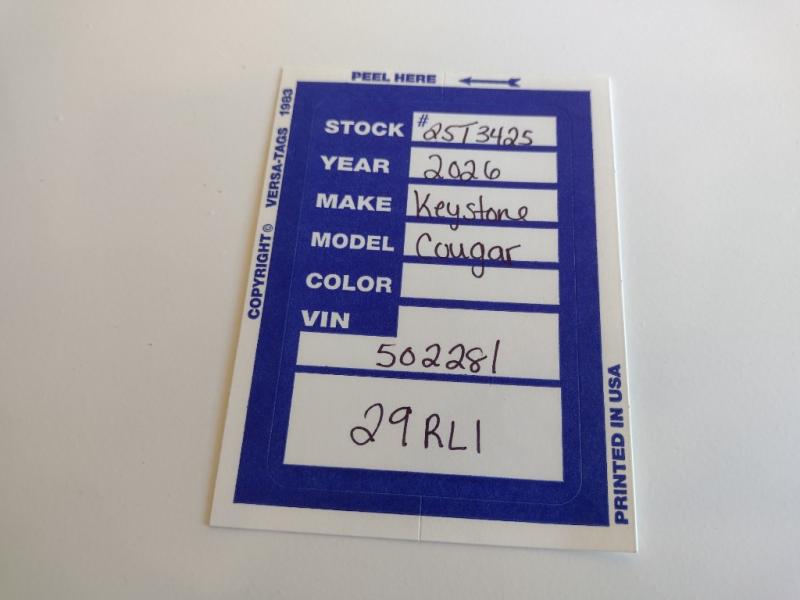 PEEL HERE
COPYRIGHT© VERSA-TAGS 1983
STOCK #25T3425
YEAR 2026
MAKE Keystone
MODEL Cougar
COLOR
VIN
502281
29RLI
PRINTED IN USA